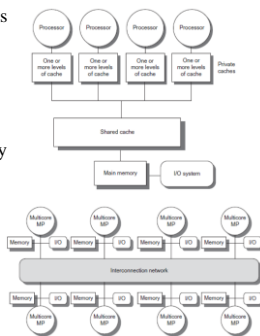 s
Processor Processor Processor Processor
One or more levels of cache
One or more levels of cache
One or more levels of cache
One or more levels of cache
Private caches
Shared cache
y
Main memory
I/O system
Multicore MP
Multicore MP
Multicore MP
Multicore MP
Memory I/O Memory I/O Memory I/O Memory I/O
Interconnection network
Memory I/O Memory I/O Memory I/O Memory I/O
Multicore MP
Multicore MP
Multicore MP
Multicore MP